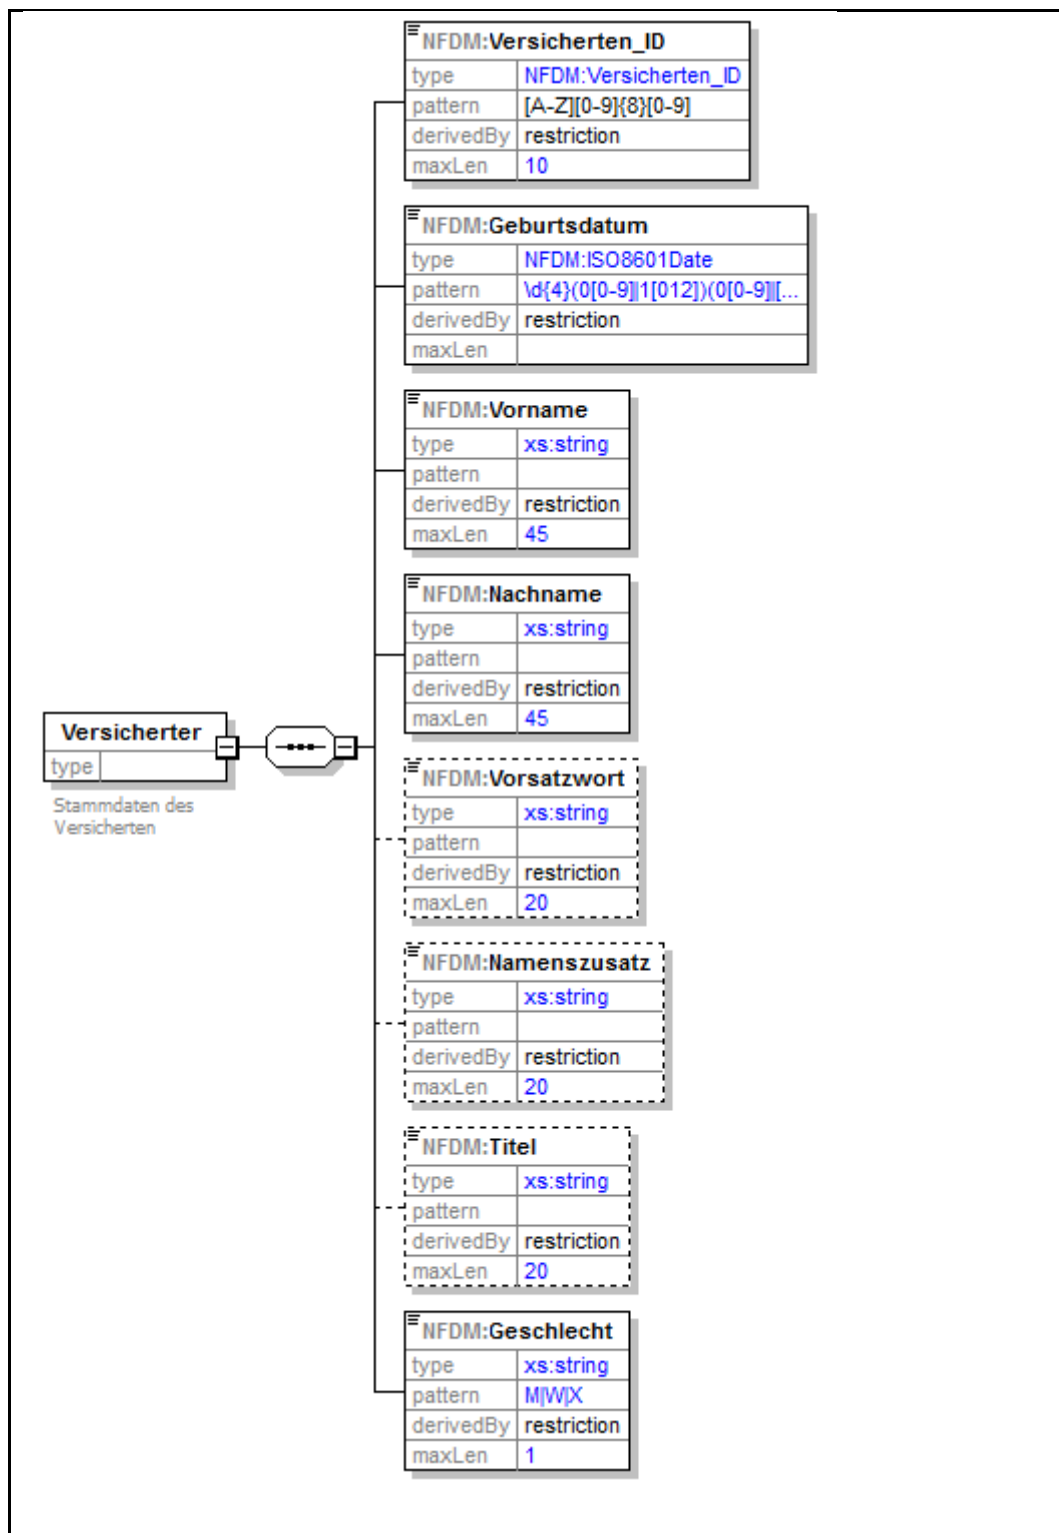 NFDM:Versicherten_ID
type NFDM:Versicherten_ID
pattern [A-Z][0-9]{8}[0-9]
derivedBy restriction
maxLen 10
NFDM:Geburtsdatum
type NFDM:ISO8601Date
pattern \d{4}(0[0-9]|1[012])(0[0-9]|[...
derivedBy restriction
maxLen
NFDM:Vorname
type xs:string
pattern
derivedBy restriction
maxLen 45
NFDM:Nachname
type xs:string
pattern
derivedBy restriction
maxLen 45
Versicherter
type
Stammdaten des
Versicherten
NFDM:Vorsatzwort
type xs:string
pattern
derivedBy restriction
maxLen 20
NFDM:Namenszusatz
type xs:string
pattern
derivedBy restriction
maxLen 20
NFDM:Titel
type xs:string
pattern
derivedBy restriction
maxLen 20
NFDM:Geschlecht
type xs:string
pattern M|W|X
derivedBy restriction
maxLen 1